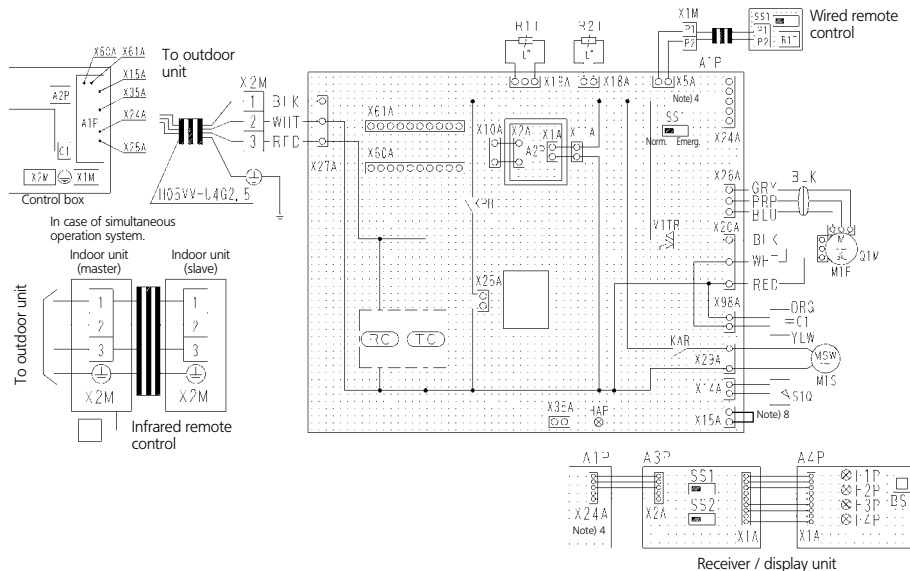 X60A X61A
X15A
X35A
X24A
X25A
A2P
A1P
C1
X2M
X1M
Control box
To outdoor
unit
X2M
1 BLK
2
3 RED
X27A
H05VV-U4G2,5
In case of simultaneous
operation system.
Indoor unit
(master)
Indoor unit
(slave)
To outdoor unit
1
2
3
X2M
1
2
3
X2M
Infrared remote
control
R1T
R2T
X19A
X18A
X1M
P1
P2
SS1
P1
P2
R1T
Wired remote
control
A1P
X5A
Note) 4
X24A
SS1
Norm. Emerg.
X61A
X60A
X10A
X2A
X1A
X11A
A2P
KPR
V1TR
X26A
GRY
PRP
BLU
BLK
X20A
BLK
WHT
RED
M
Q1M
M1F
X25A
X98A
ORG
C1
YLW
RC
TC
KAR
X29A
MSW
M1S
X14A
S1Q
X35A
HAP
X15A
Note) 8
A1P
X24A
Note) 4
A3P
SS1
SS2
X2A
X1A
A4P
H1P
H2P
H3P
H4P
X1A
Receiver / display unit